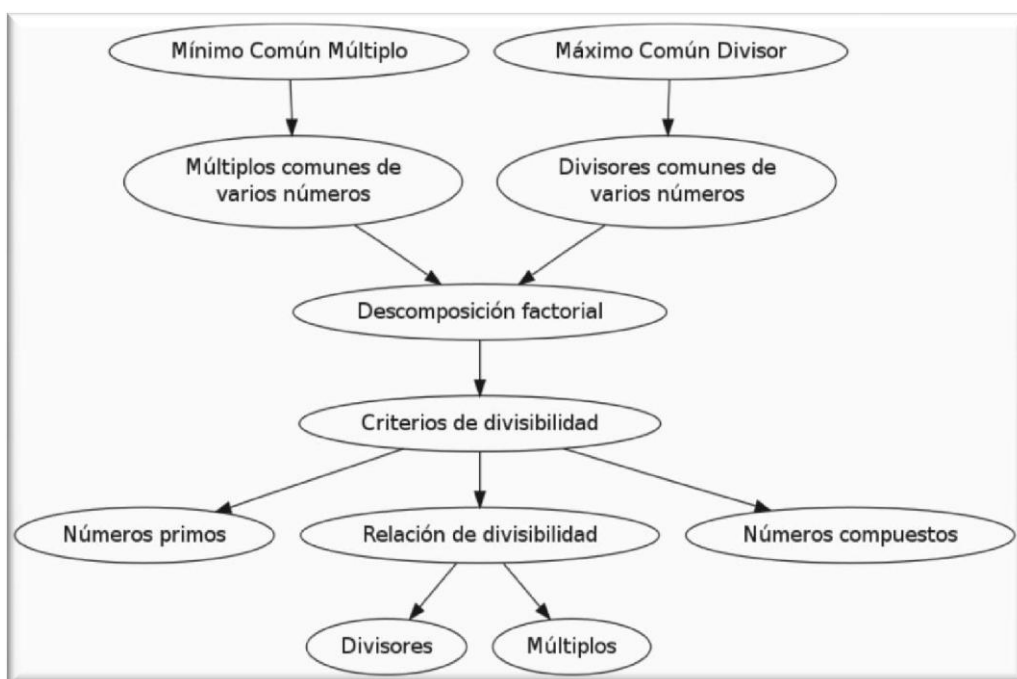 Mínimo Común Múltiplo
Máximo Común Divisor
Múltiplos comunes de
varios números
Divisores comunes de
varios números
Descomposición factorial
Criterios de divisibilidad
Números primos
Relación de divisibilidad
Números compuestos
Divisores
Múltiplos